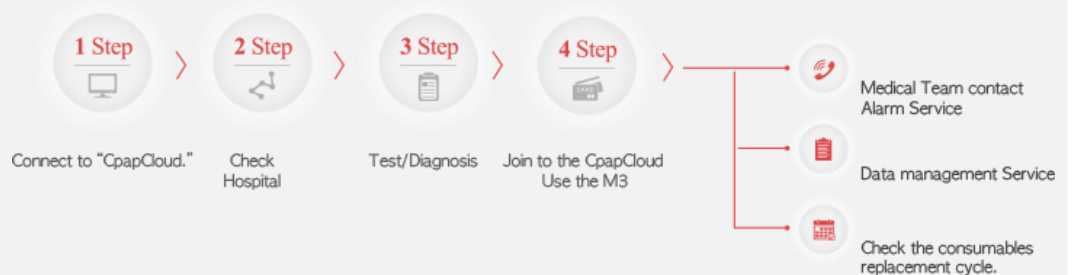 1 Step
2 Step
3 Step
4 Step
CARD
Connect to “CpapCloud.”
Check
Hospital
Test/Diagnosis
Join to the CpapCloud
Use the M3
Medical Team contact
Alarm Service
Data management Service
Check the consumables
replacement cycle.